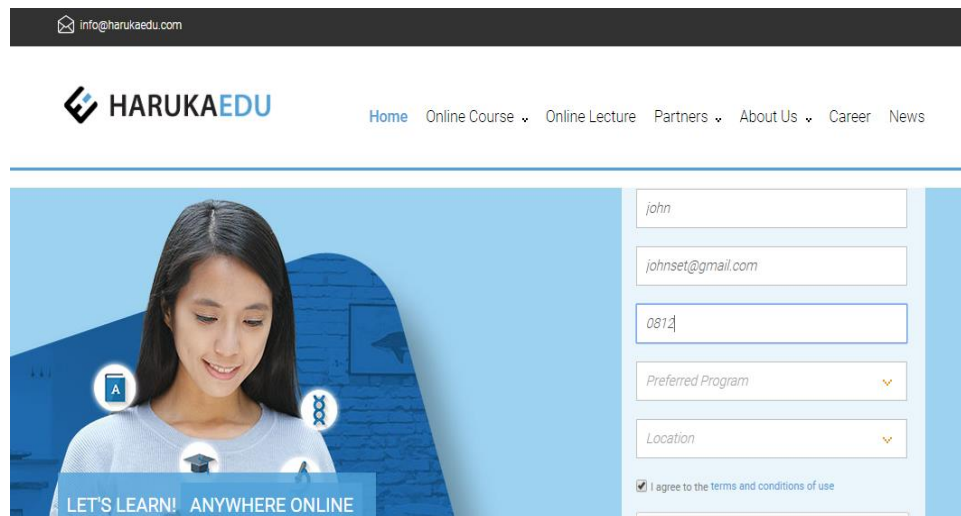 info@harukaedu.com
HARUKAEDU
Home Online Course Online Lecture Partners About Us Career News
john
johnset@gmail.com
0812
Preferred Program
Location
I agree to the terms and conditions of use
A
LET'S LEARN! ANYWHERE ONLINE